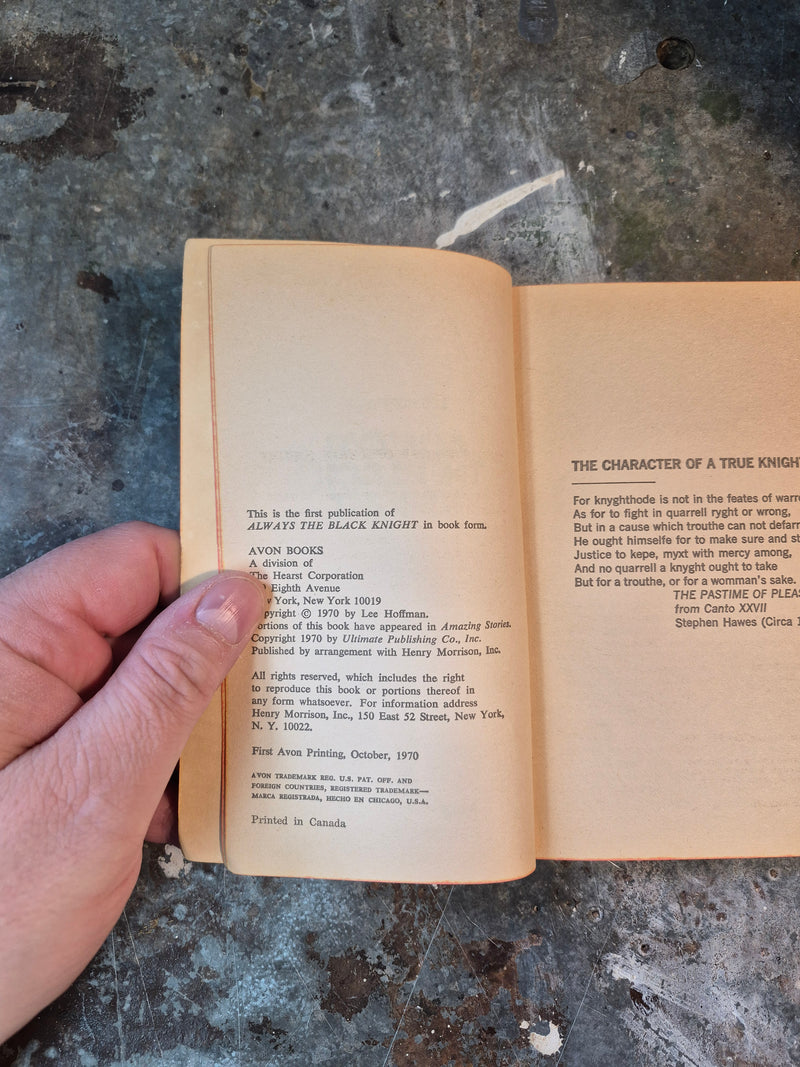 This is the first publication of
ALWAYS THE BLACK KNIGHT in book form.
AVON BOOKS
A division of
The Hearst Corporation
Eighth Avenue
York, New York 10019
Copyright © 1970 by Lee Hoffman.
Portions of this book have appeared in Amazing Stories.
Copyright 1970 by Ultimate Publishing Co., Inc.
Published by arrangement with Henry Morrison, Inc.
All rights reserved, which includes the right
to reproduce this book or portions thereof in
any form whatsoever. For information address
Henry Morrison, Inc., 150 East 52 Street, New York,
N. Y. 10022.
First Avon Printing, October, 1970
AVON TRADEMARK REG. U.S. PAT. OFF. AND
FOREIGN COUNTRIES, REGISTERED TRADEMARK—
MARCA REGISTRADA, HECHO EN CHICAGO, U.S.A.
Printed in Canada
THE CHARACTER OF A TRUE KNIGHT
For knyghthode is not in the feates of warre
As for to fight in quarrell ryght or wrong,
But in a cause which trouthe can not defarre
He ought himselfe for to make sure and
Justice to kepe, myxt with mercy among,
And no quarrell a knyght ought to take
But for a trouthe, or for a womman's sake.
THE PASTIME OF
from Canto XXVII
Stephen Hawes (Circa